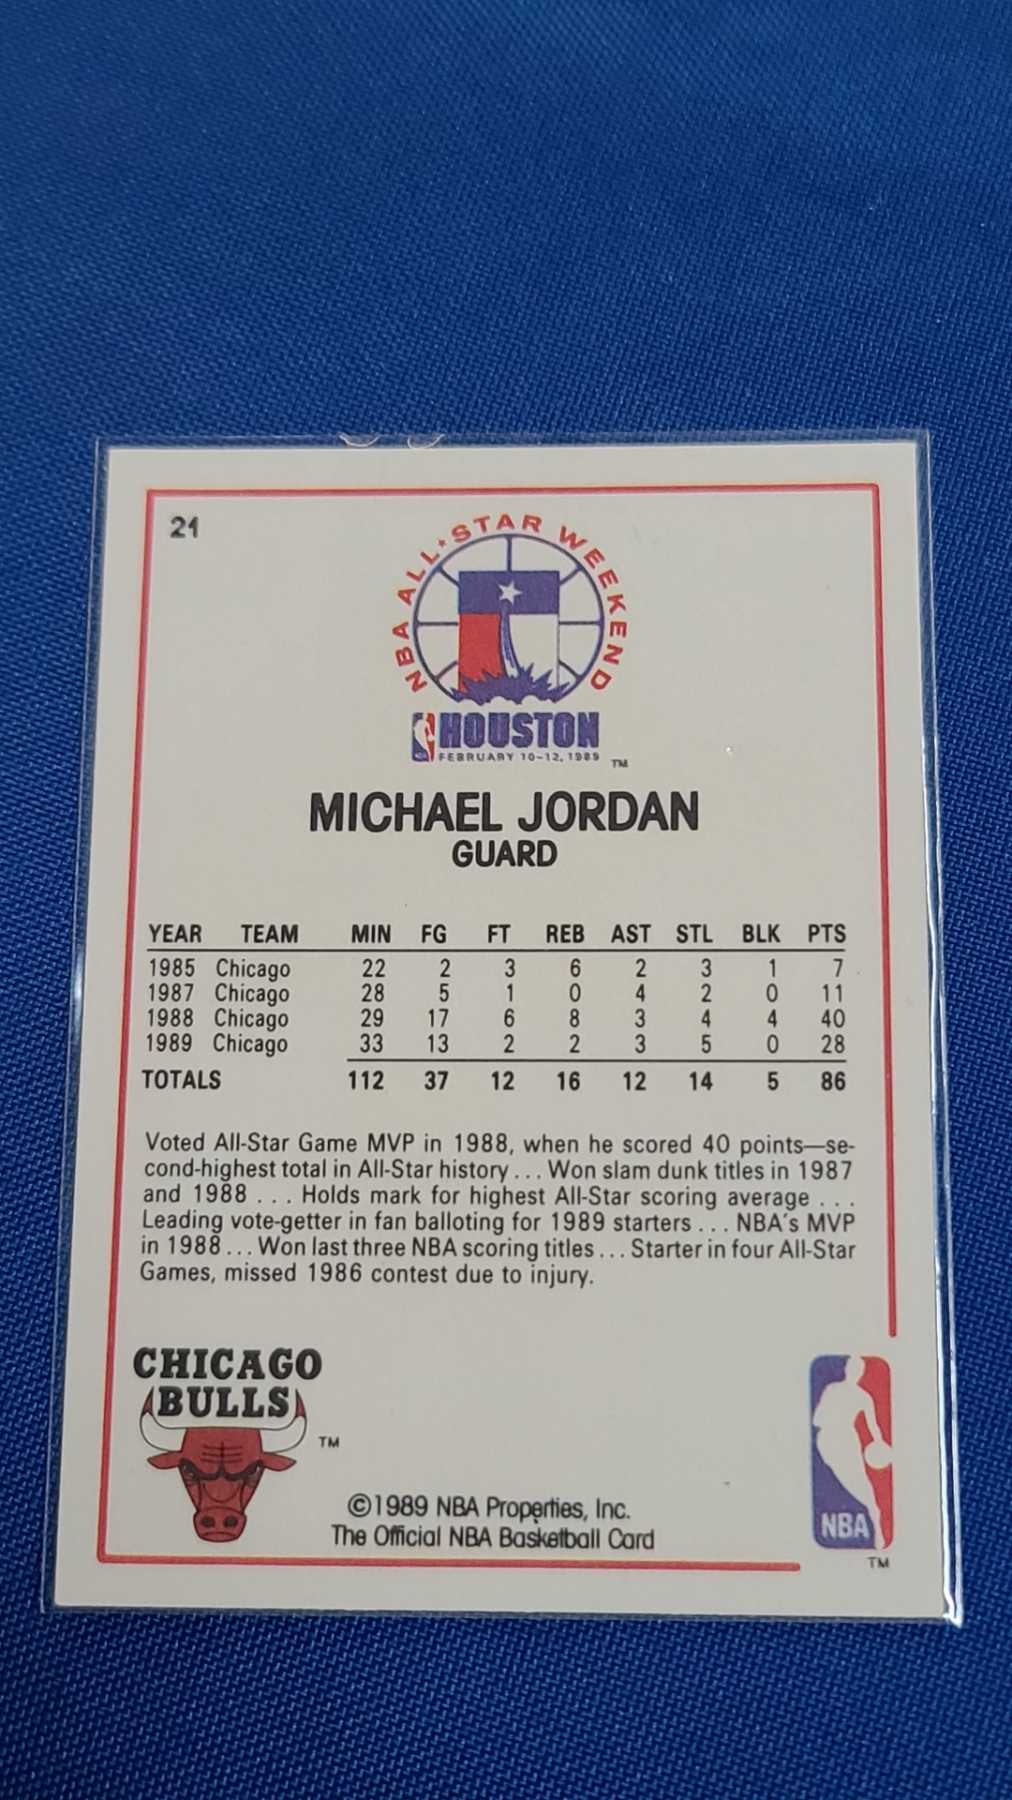 21
NBA ALL★STAR WEEKEND
NBA HOUSTON
FEBRUARY 10-12, 1989 TM
MICHAEL JORDAN
GUARD
YEAR TEAM MIN FG FT REB AST STL BLK PTS
1985 Chicago 22 2 3 6 2 3 1 7
1987 Chicago 28 5 1 0 4 2 0 11
1988 Chicago 29 17 6 8 3 4 4 40
1989 Chicago 33 13 2 2 3 5 0 28
TOTALS 112 37 12 16 12 14 5 86
Voted All-Star Game MVP in 1988, when he scored 40 points—se-
cond-highest total in All-Star history... Won slam dunk titles in 1987
and 1988 ... Holds mark for highest All-Star scoring average ...
Leading vote-getter in fan balloting for 1989 starters ... NBA's MVP
in 1988... Won last three NBA scoring titles ... Starter in four All-Star
Games, missed 1986 contest due to injury.
CHICAGO
BULLS
TM
©1989 NBA Properties, Inc.
The Official NBA Basketball Card
NBA
TM